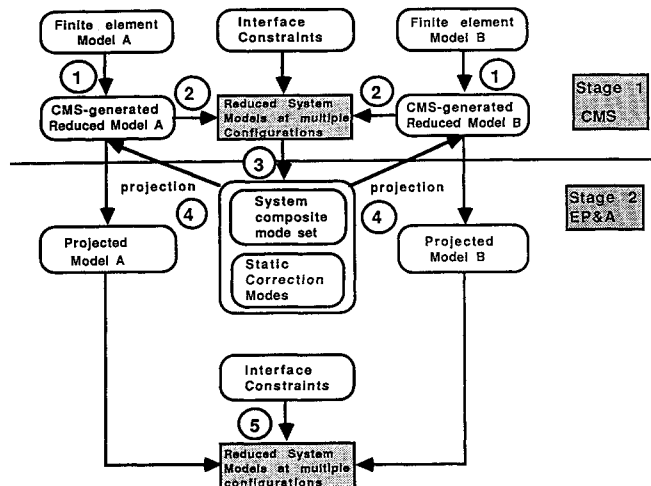 Finite element
Model A
Interface
Constraints
Finite element
Model B
1
2
2
1
CMS-generated
Reduced Model A
Reduced System
Models at multiple
Configurations
CMS-generated
Reduced Model B
Stage 1
CMS
3
projection
projection
4
4
System
composite
mode set
Static
Correction
Modes
Stage 2
EP&A
Projected
Model A
Projected
Model B
Interface
Constraints
5
Reduced System
Models at multiple
configurations